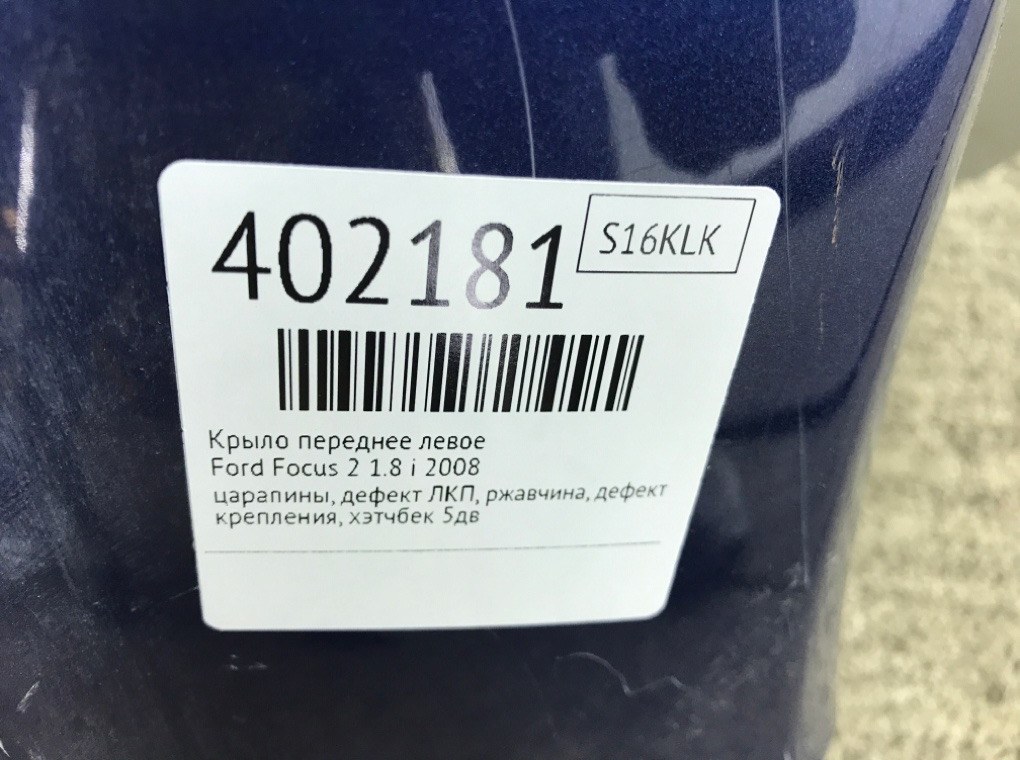 402181
S16KLK
Крыло переднее левое
Ford Focus 2 1.8 i 2008
царапины, дефект ЛКП, ржавчина, дефект
крепления, хэтчбек 5дв